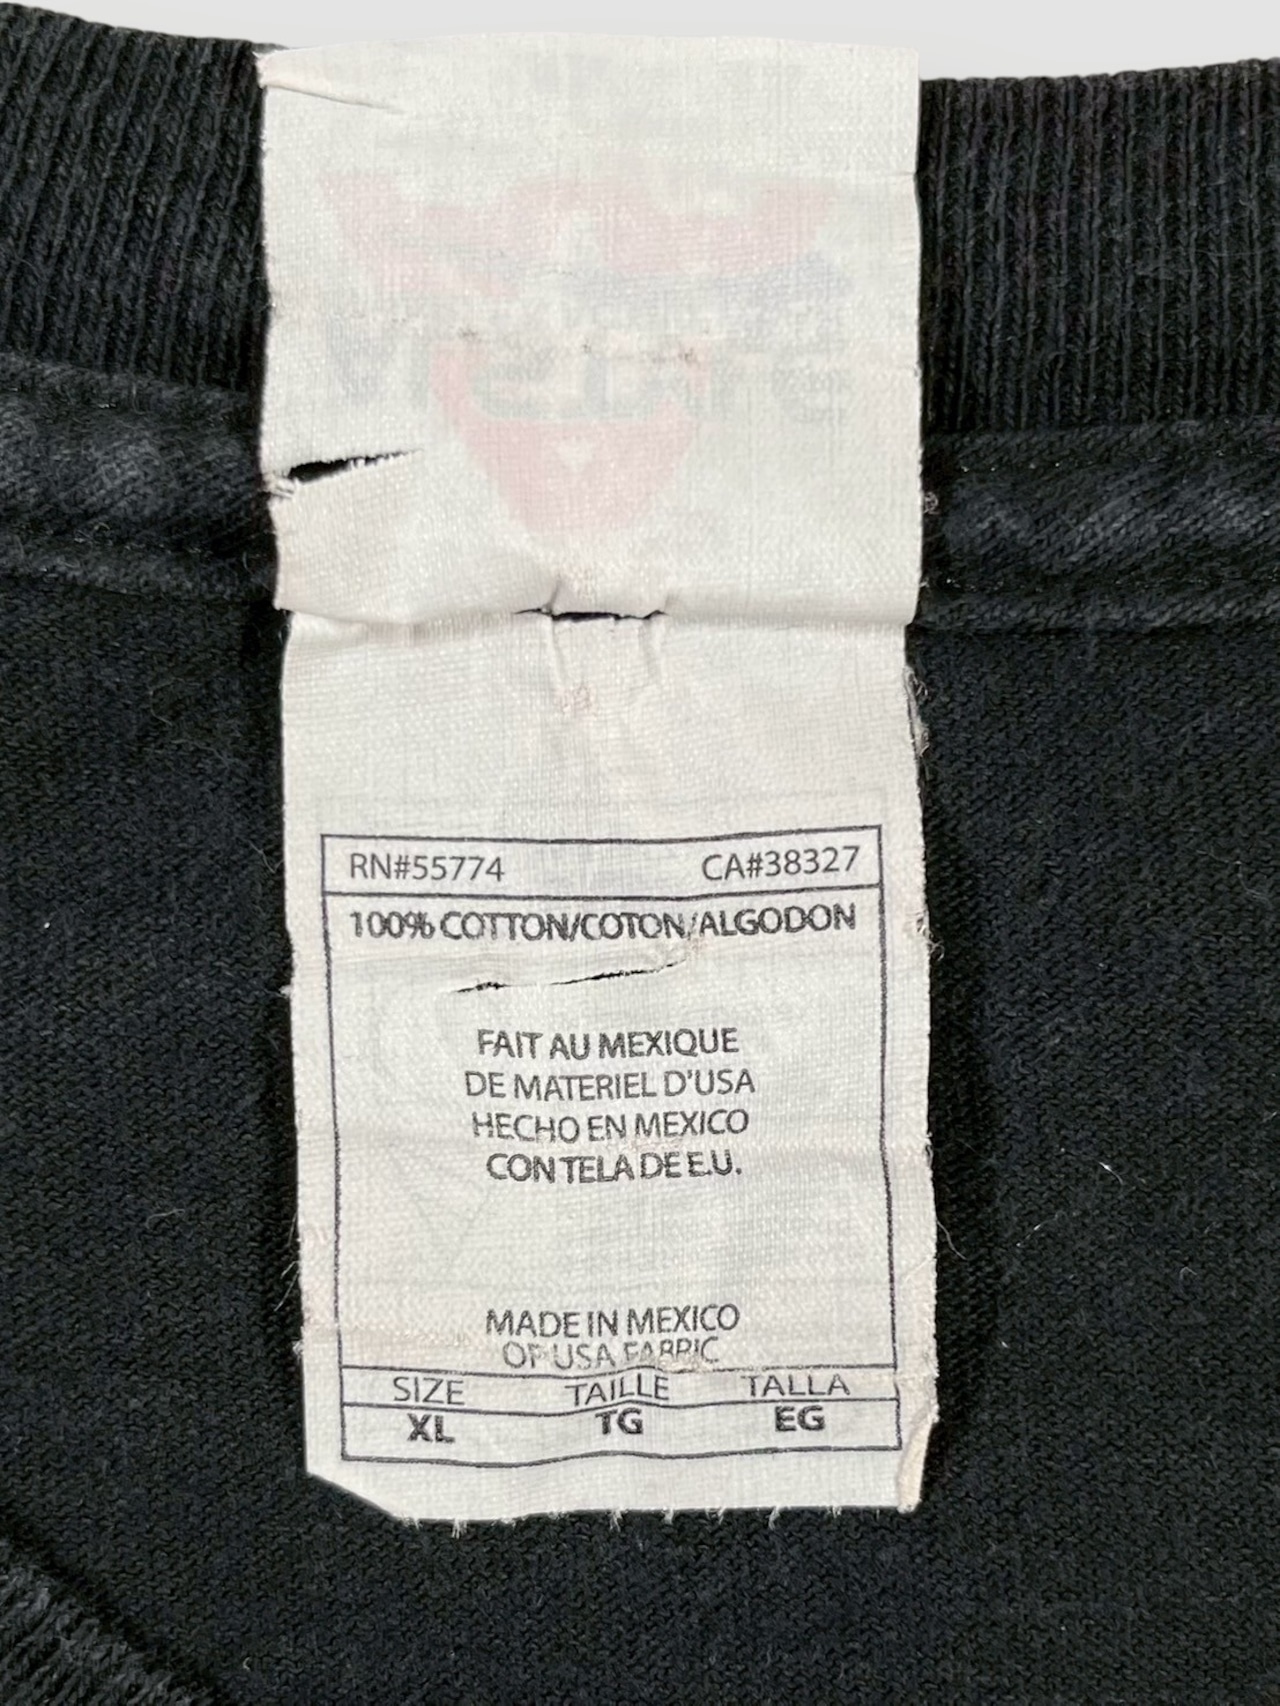 RN#55774 CA#38327
100% COTTON/COTON/ALGODON
FAIT AU MEXIQUE
DE MATERIEL D'USA
HECHO EN MEXICO
CON TELA DE E.U.
MADE IN MEXICO
OF USA FABRIC
SIZE TAILLE TALLA
XL TG EG